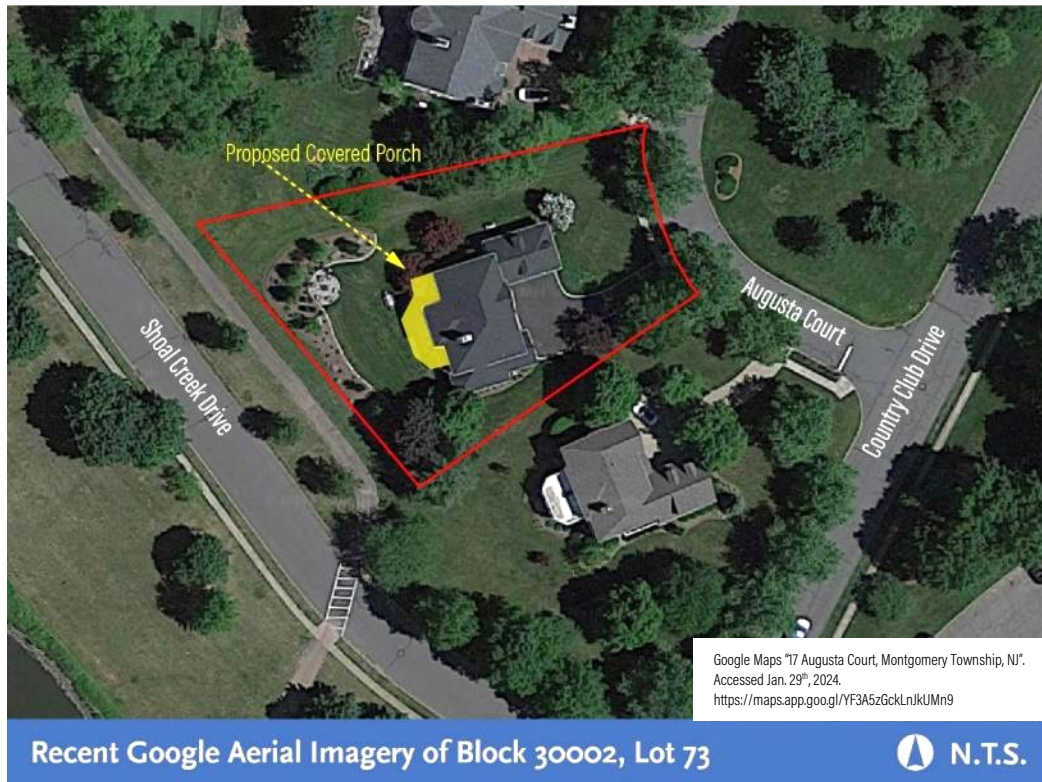 Proposed Covered Porch
Shoal Creek Drive
Augusta Court
Country Club Drive
Google Maps "17 Augusta Court, Montgomery Township, NJ".
Accessed Jan. 29th, 2024.
https://maps.app.goo.gl/YF3A5zGckLnJkUMn9
Recent Google Aerial Imagery of Block 30002, Lot 73
N.T.S.